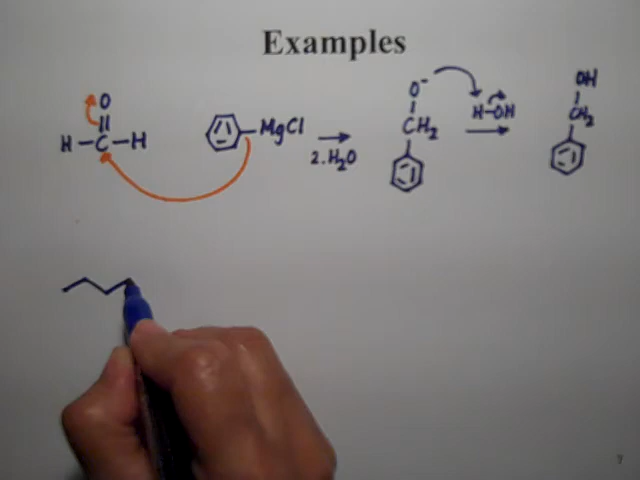 Examples
O
H-C-H
MgCl
2. H₂O
O⁻
CH₂
H-OH
OH
CH₂
7